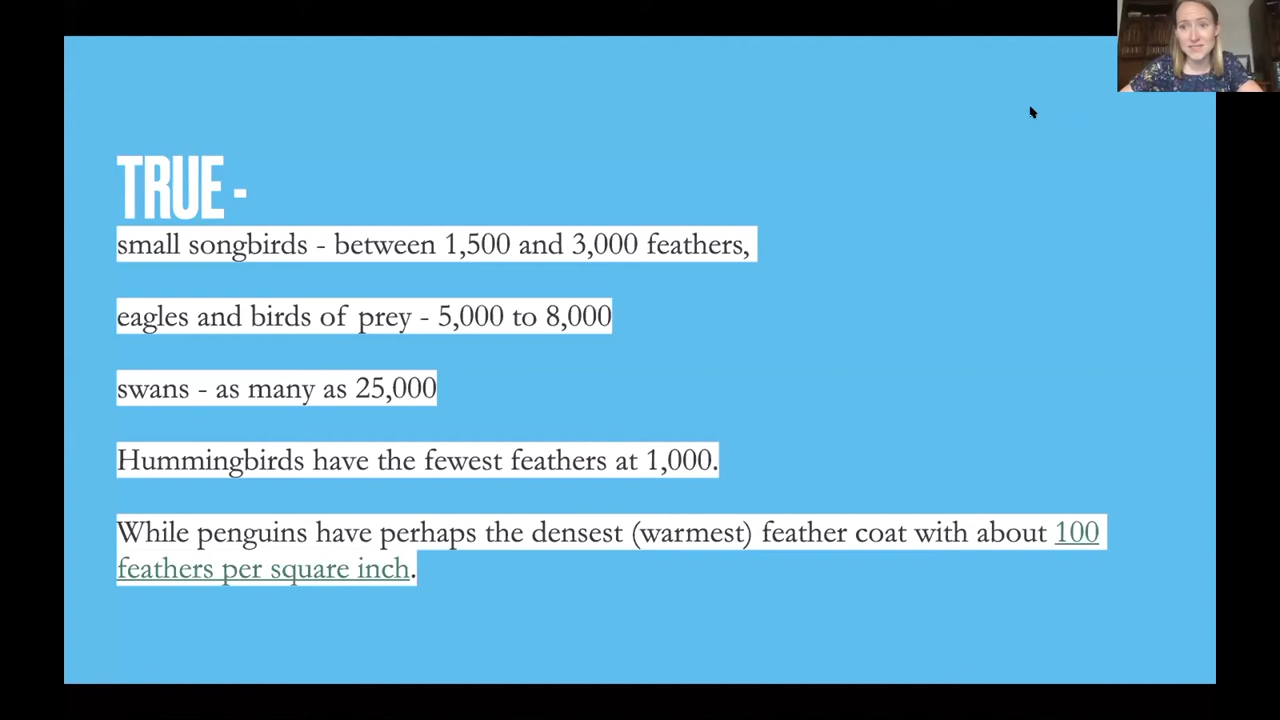 TRUE -
small songbirds - between 1,500 and 3,000 feathers,
eagles and birds of prey - 5,000 to 8,000
swans - as many as 25,000
Hummingbirds have the fewest feathers at 1,000.
While penguins have perhaps the densest (warmest) feather coat with about 100
feathers per square inch.